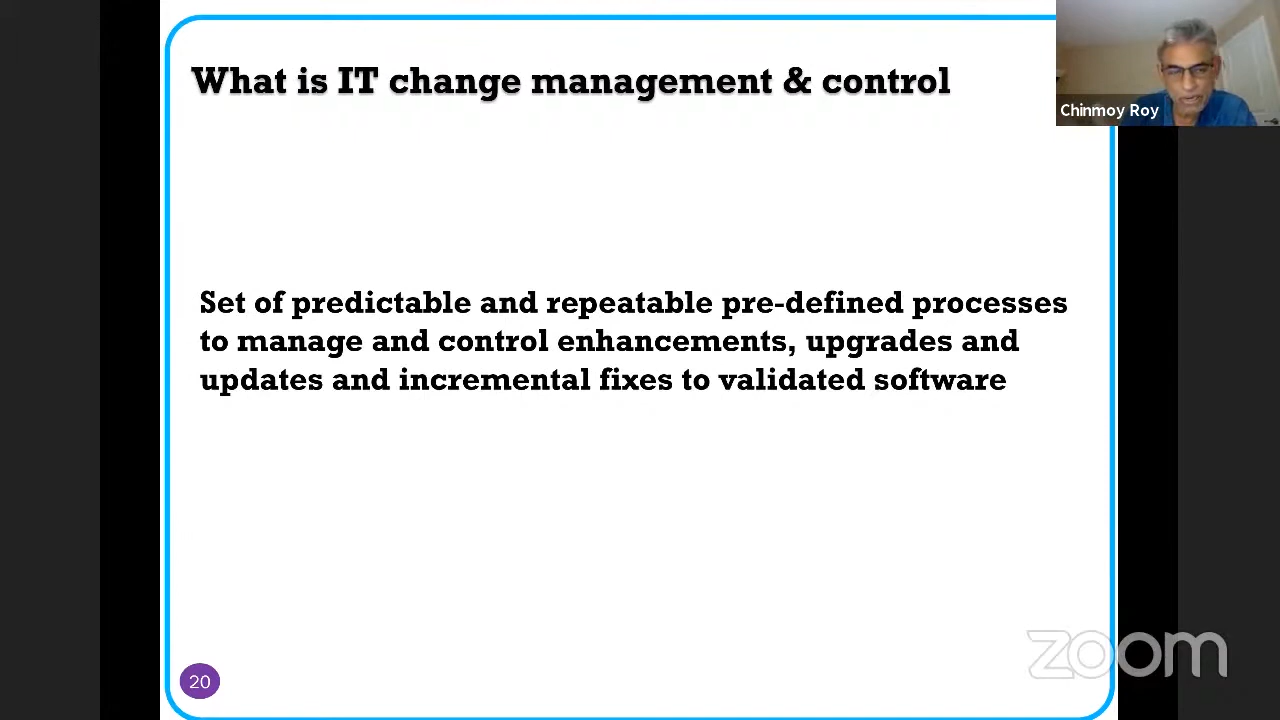 What is IT change management & control
Chinmoy Roy
Set of predictable and repeatable pre-defined processes
to manage and control enhancements, upgrades and
updates and incremental fixes to validated software
zoom
20